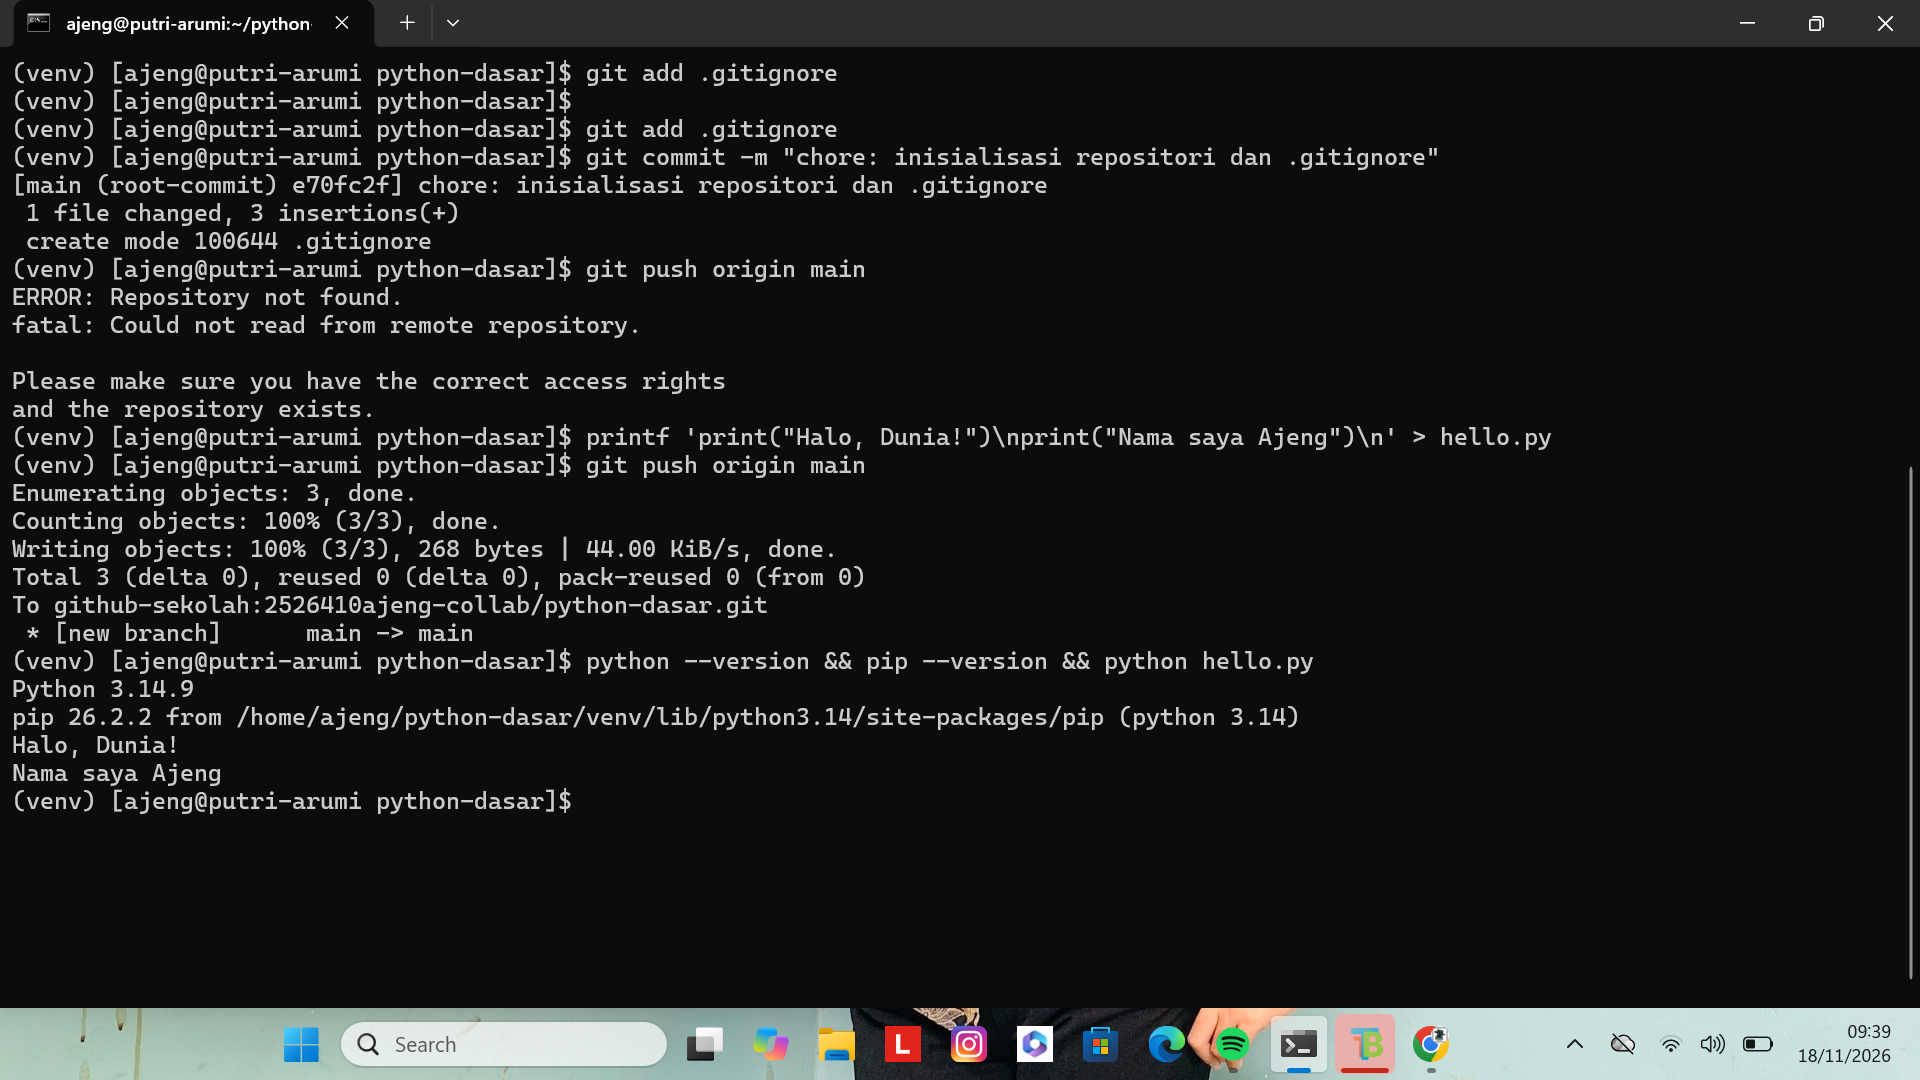 ajeng@putri-arumi:~/python
(venv) [ajeng@putri-arumi python-dasar]$ git add .gitignore
(venv) [ajeng@putri-arumi python-dasar]$
(venv) [ajeng@putri-arumi python-dasar]$ git add .gitignore
(venv) [ajeng@putri-arumi python-dasar]$ git commit -m "chore: inisialisasi repositori dan .gitignore"
[main (root-commit) e70fc2f] chore: inisialisasi repositori dan .gitignore
 1 file changed, 3 insertions(+)
 create mode 100644 .gitignore
(venv) [ajeng@putri-arumi python-dasar]$ git push origin main
ERROR: Repository not found.
fatal: Could not read from remote repository.

Please make sure you have the correct access rights
and the repository exists.
(venv) [ajeng@putri-arumi python-dasar]$ printf 'print("Halo, Dunia!")\nprint("Nama saya Ajeng")\n' > hello.py
(venv) [ajeng@putri-arumi python-dasar]$ git push origin main
Enumerating objects: 3, done.
Counting objects: 100% (3/3), done.
Writing objects: 100% (3/3), 268 bytes | 44.00 KiB/s, done.
Total 3 (delta 0), reused 0 (delta 0), pack-reused 0 (from 0)
To github-sekolah:2526410ajeng-collab/python-dasar.git
 * [new branch]      main -> main
(venv) [ajeng@putri-arumi python-dasar]$ python --version && pip --version && python hello.py
Python 3.14.9
pip 26.2.2 from /home/ajeng/python-dasar/venv/lib/python3.14/site-packages/pip (python 3.14)
Halo, Dunia!
Nama saya Ajeng
(venv) [ajeng@putri-arumi python-dasar]$
Search
L
TB
09:39
18/11/2026